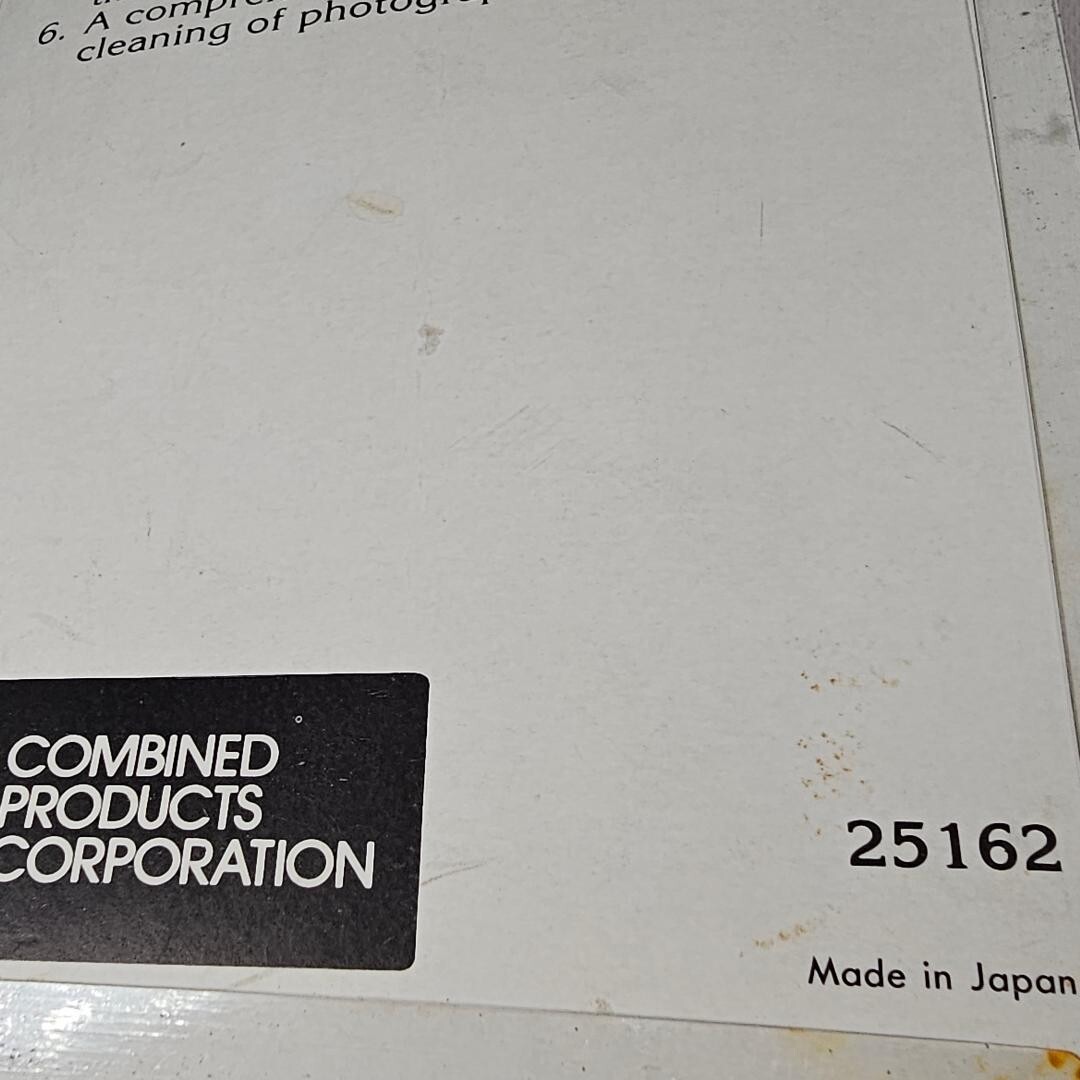 6. A
cleaning of
COMBINED
PRODUCTS
CORPORATION
25162
Made in Japan